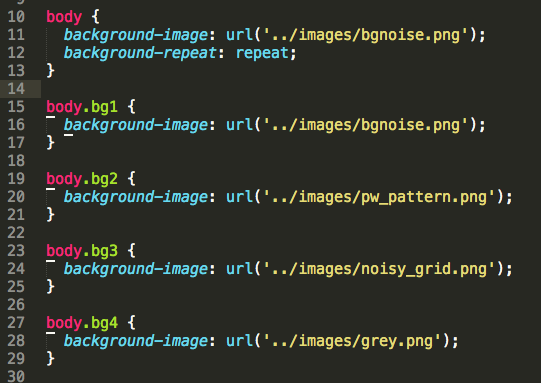 10 body {
11 background-image: url('../images/bgnoise.png');
12 background-repeat: repeat;
13 }
14
15 body.bg1 {
16 background-image: url('../images/bgnoise.png');
17 }
18
19 body.bg2 {
20 background-image: url('../images/pw_pattern.png');
21 }
22
23 body.bg3 {
24 background-image: url('../images/noisy_grid.png');
25 }
26
27 body.bg4 {
28 background-image: url('../images/grey.png');
29 }
30